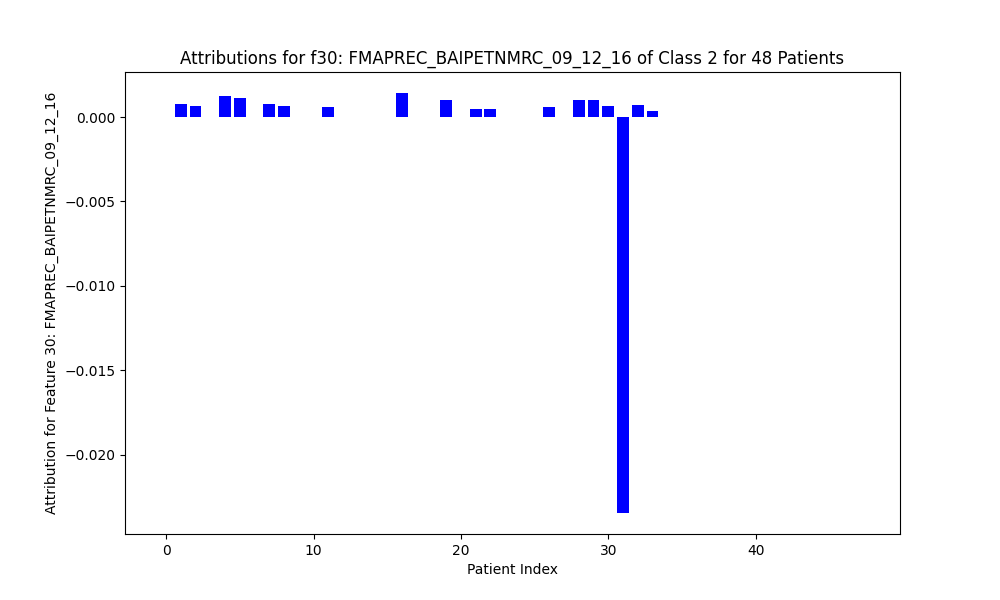 Attributions for f30: FMAPREC_BAIPETNMRC_09_12_16 of Class 2 for 48 Patients
Attribution for Feature 30: FMAPREC_BAIPETNMRC_09_12_16
0.000
−0.005
−0.010
−0.015
−0.020
0 10 20 30 40
Patient Index